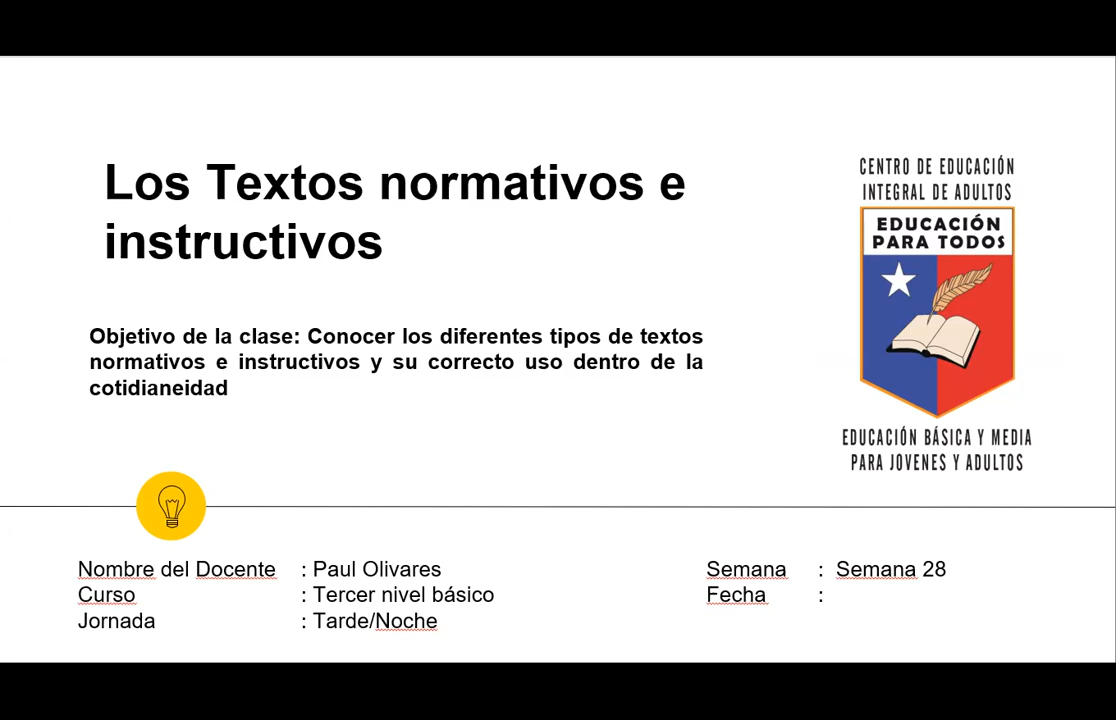 Los Textos normativos e
instructivos
Objetivo de la clase: Conocer los diferentes tipos de textos
normativos e instructivos y su correcto uso dentro de la
cotidianeidad
CENTRO DE EDUCACIÓN
INTEGRAL DE ADULTOS
EDUCACIÓN
PARA TODOS
EDUCACIÓN BÁSICA Y MEDIA
PARA JOVENES Y ADULTOS
Nombre del Docente : Paul Olivares
Curso : Tercer nivel básico
Jornada : Tarde/Noche
Semana : Semana 28
Fecha :